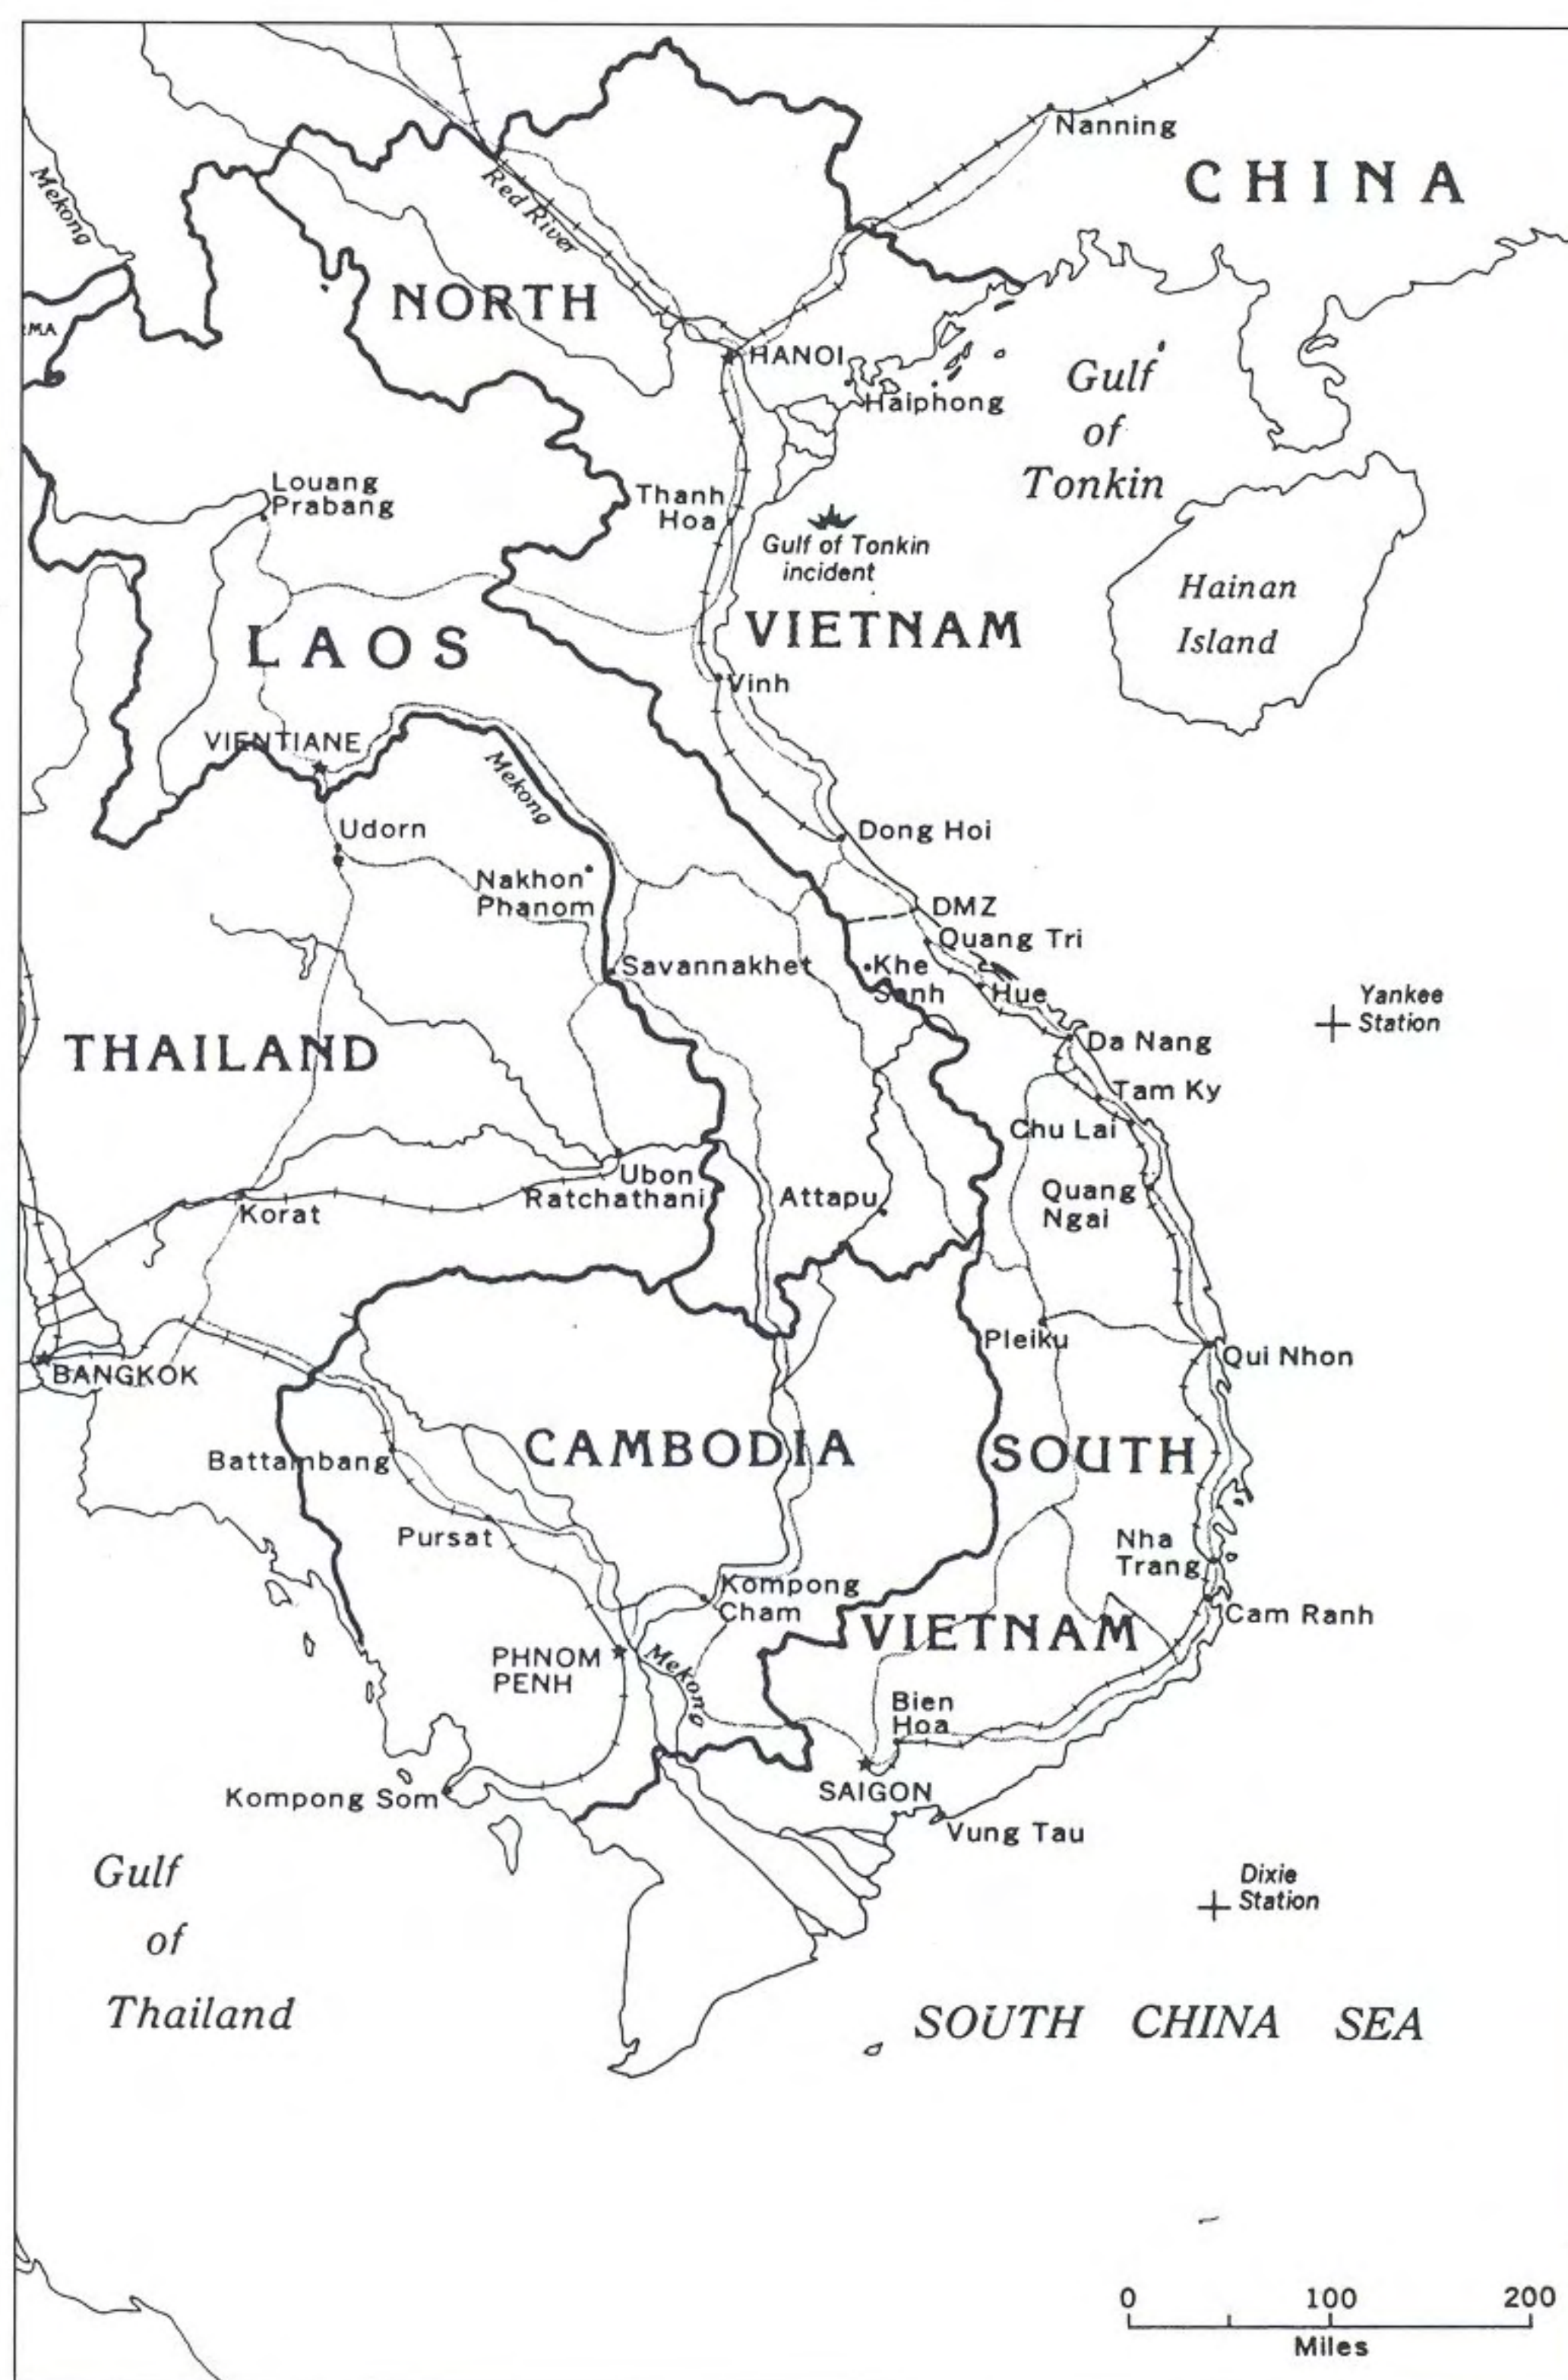 Nanning
CHINA
Mekong
Red River
NORTH
MA
HANOI
Haiphong
Gulf
of
Tonkin
Louang
Prabang
Thanh
Hoa
Gulf of Tonkin
incident
Hainan
Island
LAOS
VIETNAM
Vinh
VIENTIANE
Mekong
Udorn
Dong Hoi
Nakhon
Phanom
DMZ
Quang Tri
Savannakhet
Khe
Sanh
Hue
Yankee
Station
THAILAND
Da Nang
Tam Ky
Chu Lai
Ubon
Ratchathani
Attapu
Quang
Ngai
Korat
Pleiku
Qui Nhon
BANGKOK
CAMBODIA
SOUTH
Battambang
Pursat
Nha
Trang
Kompong
Cham
Cam Ranh
VIETNAM
PHNOM
PENH
Mekong
Bien
Hoa
SAIGON
Kompong Som
Vung Tau
Gulf
of
Thailand
Dixie
Station
SOUTH CHINA SEA
0 100 200
Miles